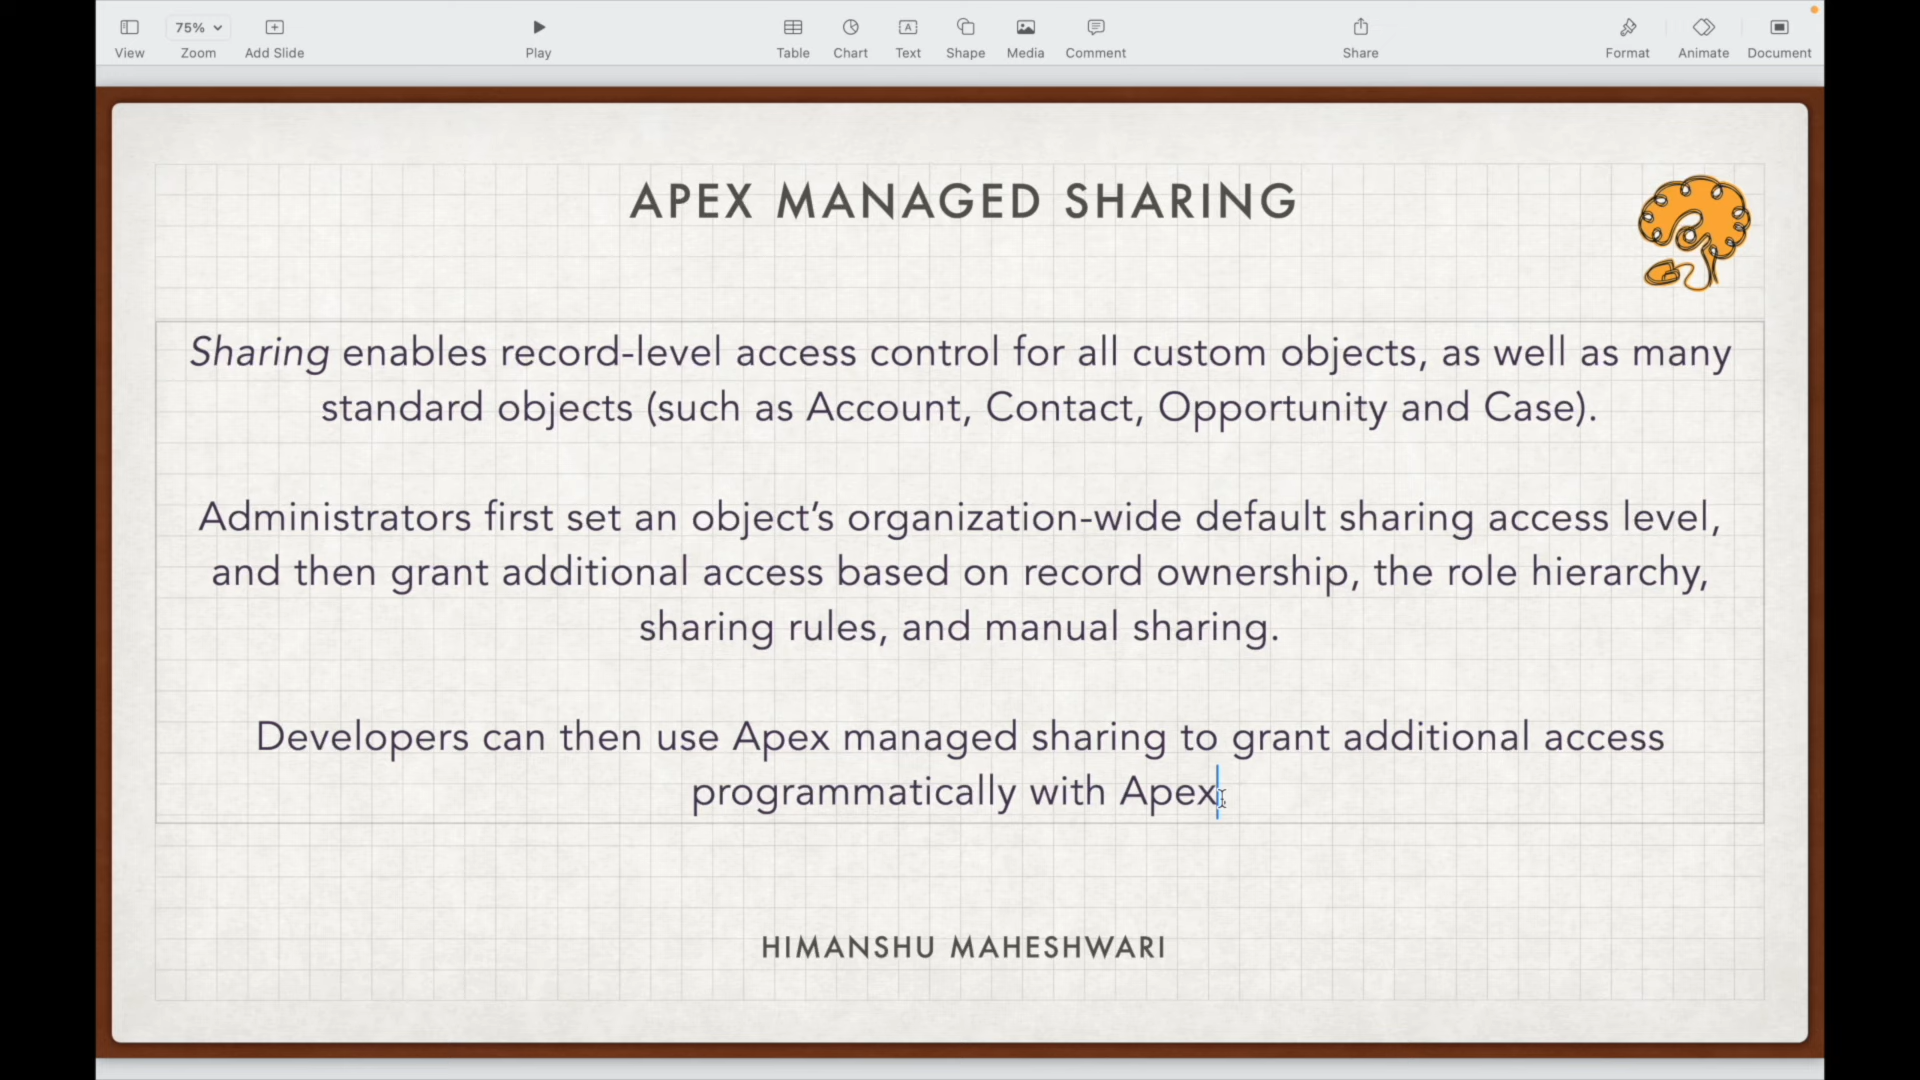 View
75%
Zoom
Add Slide
Play
Table
Chart
Text
Shape
Media
Comment
Share
Format
Animate
Document
APEX MANAGED SHARING
Sharing enables record-level access control for all custom objects, as well as many
standard objects (such as Account, Contact, Opportunity and Case).
Administrators first set an object’s organization-wide default sharing access level,
and then grant additional access based on record ownership, the role hierarchy,
sharing rules, and manual sharing.
Developers can then use Apex managed sharing to grant additional access
programmatically with Apex
HIMANSHU MAHESHWARI